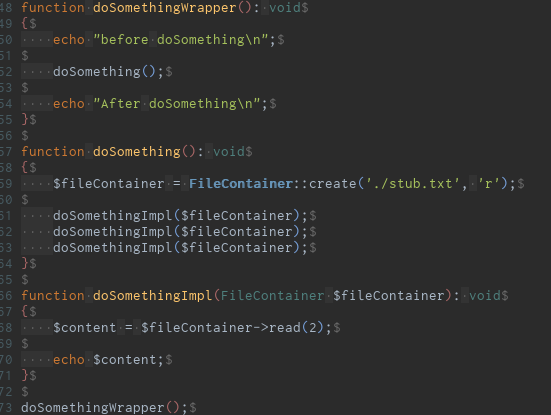 48 function doSomethingWrapper(): void$
49 {$
50 ····echo·"before·doSomething\n";$
51 $
52 ····doSomething();$
53 $
54 ····echo·"After·doSomething\n";$
55 }$
56 $
57 function·doSomething():·void$
58 {$
59 ····$fileContainer·=·FileContainer::create('./stub.txt',·'r');$
60 $
61 ····doSomethingImpl($fileContainer);$
62 ····doSomethingImpl($fileContainer);$
63 ····doSomethingImpl($fileContainer);$
64 }$
65 $
66 function·doSomethingImpl(FileContainer·$fileContainer):·void$
67 {$
68 ····$content·=·$fileContainer->read(2);$
69 $
70 ····echo·$content;$
71 }$
72 $
73 doSomethingWrapper();$